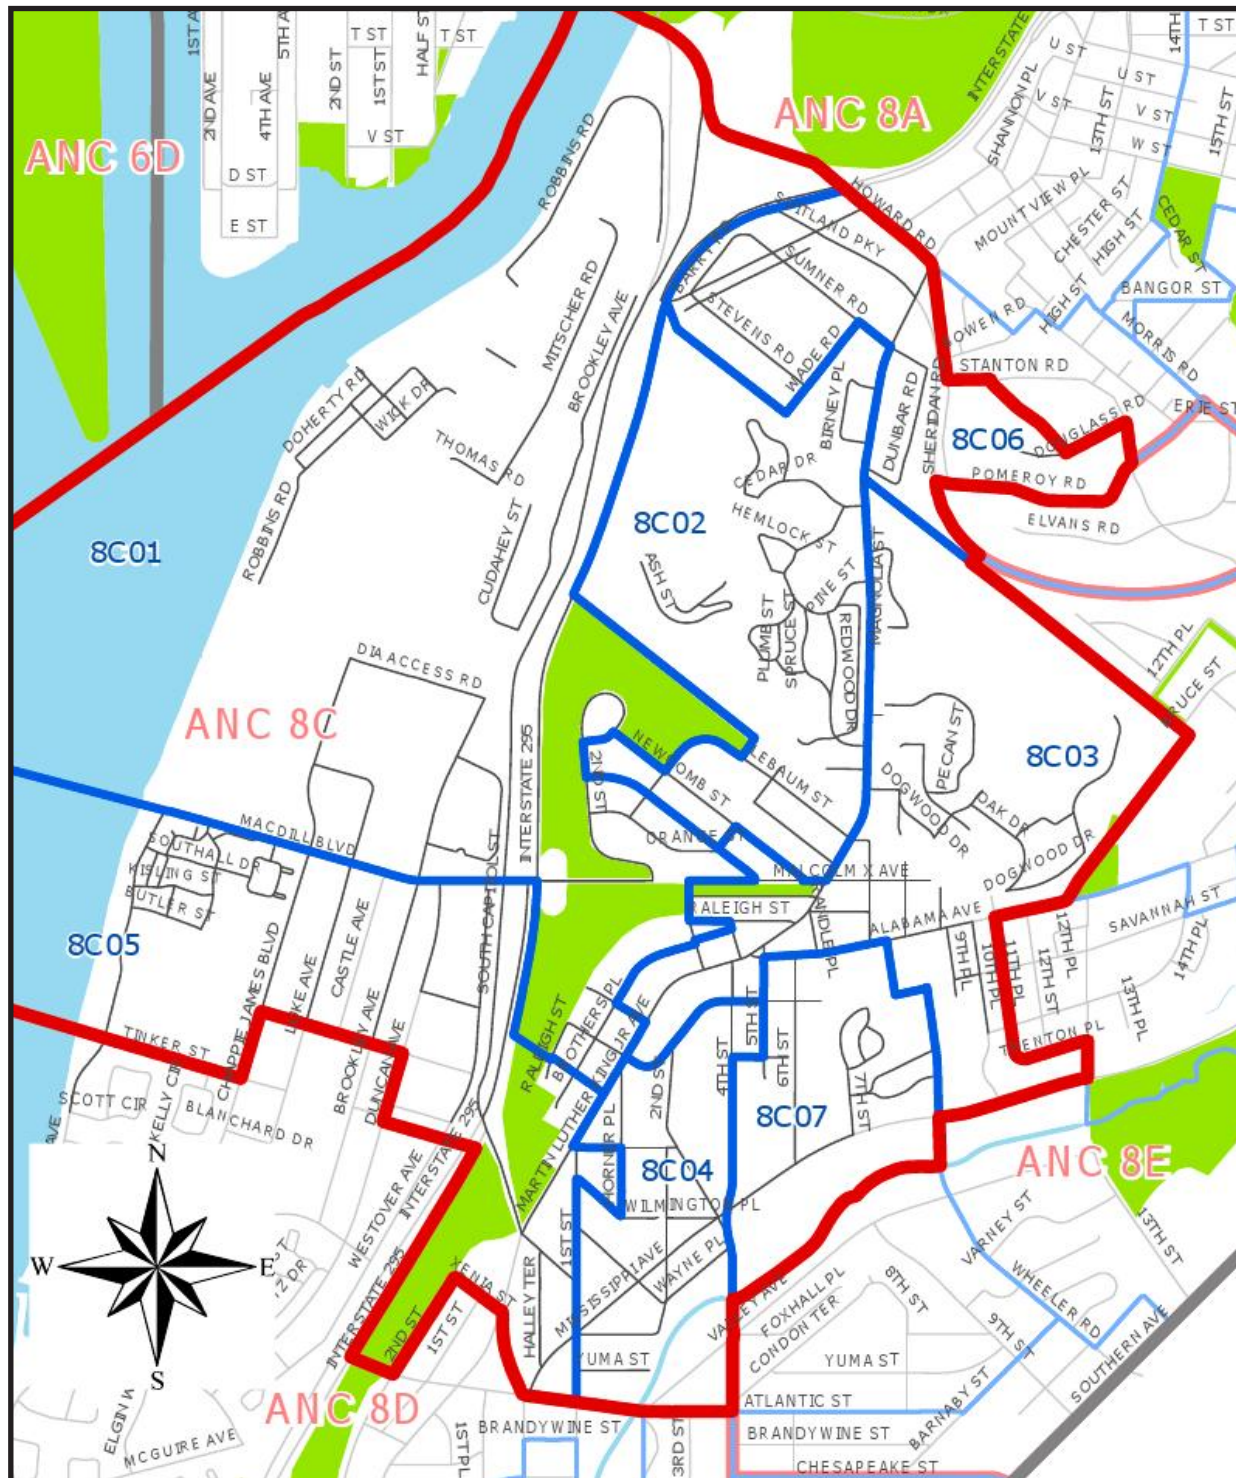 1ST A
2ND AVE
4TH AVE
5TH A
T ST
2ND ST
1ST ST
HALF ST
T ST
V ST
D ST
E ST
ANC 6D
ROBBINS RD
INTERSTATE
ANC 8A
U ST
U ST
T ST
14TH
SHANNON PL
V ST
13TH ST
V ST
W ST
15TH ST
HOWARD RD
MOUNTVIEW PL
CHESTER ST
HIGH ST
CEDAR ST
BANGOR ST
SUMNER RD
STEVENS RD
WADE RD
HIGH ST
MORRIS RD
STANTON RD
MITSCHER RD
BROOKLEY AVE
BIRNEY PL
DUNBAR RD
SHERIDAN RD
8C06
DOUGLASS RD
ERIE ST
POMEROY RD
ELVANS RD
DOHERTY RD
WICK DR
THOMAS RD
CEDAR DR
HEMLOCK ST
8C02
8C01
ROBBINS RD
CUDAHEY ST
ASH ST
PINE ST
MAGNOLIA ST
PLUMB ST
SPRUCE ST
REDWOOD DR
12TH PL
DIA ACCESS RD
ANC 8C
INTERSTATE 295
PECAN ST
8C03
NEWCOMB ST
LEBAUM ST
2ND ST
ORANGE ST
DOGWOOD DR
OAK DR
DOGWOOD DR
MACDILL BLVD
SOUTHALL DR
KISLING ST
BUTLER ST
SOUTH CAPITOL ST
MALCOLM X AVE
RALEIGH ST
RANDLE PL
ALABAMA AVE
SAVANNAH ST
8C05
CHAPPIE JAMES BLVD
LUKE AVE
CASTLE AVE
BROOKLEY AVE
DUNCAN AVE
9TH PL
10TH PL
11TH PL
12TH ST
12TH PL
13TH PL
14TH PL
TRENTON PL
TINKER ST
RALEIGH ST
BROTHERS PL
MARTIN LUTHER KING JR AVE
2ND ST
4TH ST
5TH ST
6TH ST
7TH ST
8C07
8C04
SCOTT CIR
KELLY CIR
BLANCHARD DR
AVE
HORNER PL
WILMINGTON PL
ANC 8E
WESTOVER AVE
INTERSTATE 295
INTERSTATE 295
1ST ST
MISSISSIPPI AVE
WAYNE PL
VARNEY ST
13TH ST
WHEELER RD
N
W
E
S
XENIA ST
2ND ST
1ST ST
HALLEY TER
YUMA ST
VALLEY AVE
FOXHALL PL
CONDON TER
8TH ST
9TH ST
YUMA ST
SOUTHERN AVE
BARNABY ST
ANC 8D
ATLANTIC ST
BRANDYWINE ST
BRANDYWINE ST
CHESAPEAKE ST
MCGUIRE AVE
1ST PL
3RD ST